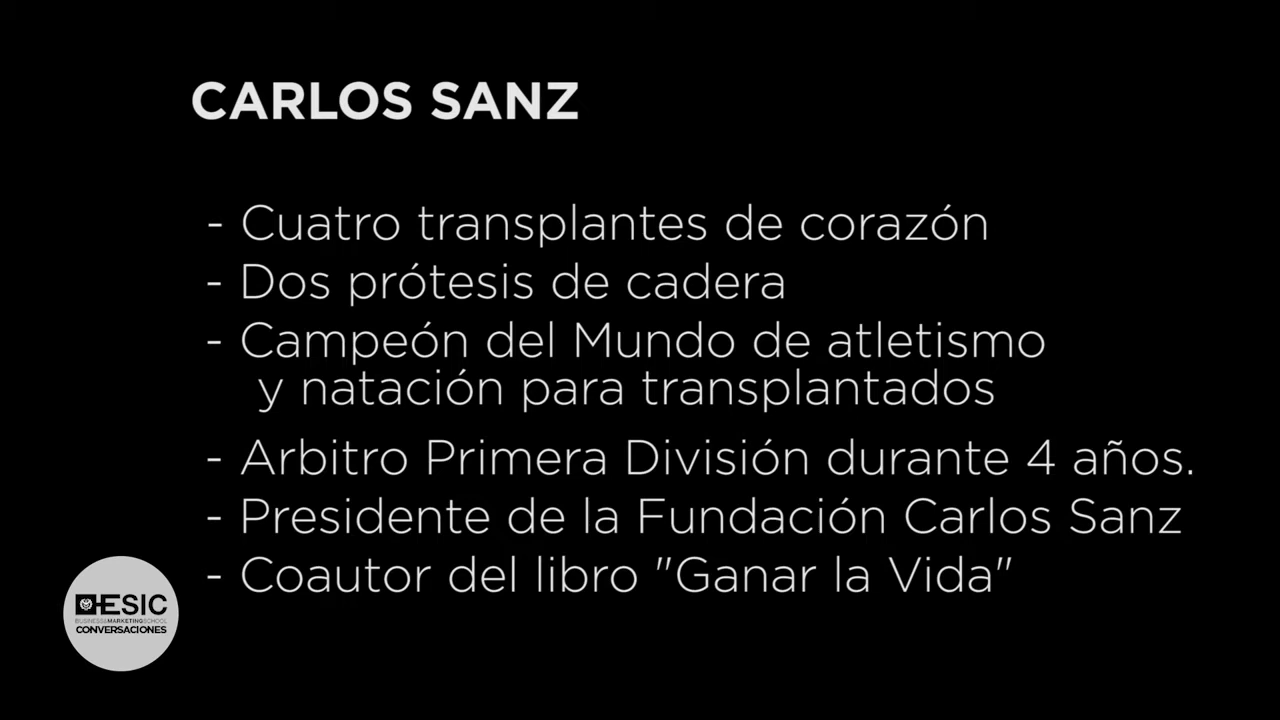 CARLOS SANZ
- Cuatro transplantes de corazón
- Dos prótesis de cadera
- Campeón del Mundo de atletismo
y natación para transplantados
- Arbitro Primera División durante 4 años.
- Presidente de la Fundación Carlos Sanz
- Coautor del libro "Ganar la Vida"
ESIC
BUSINESS&MARKETINGSCHOOL
CONVERSACIONES